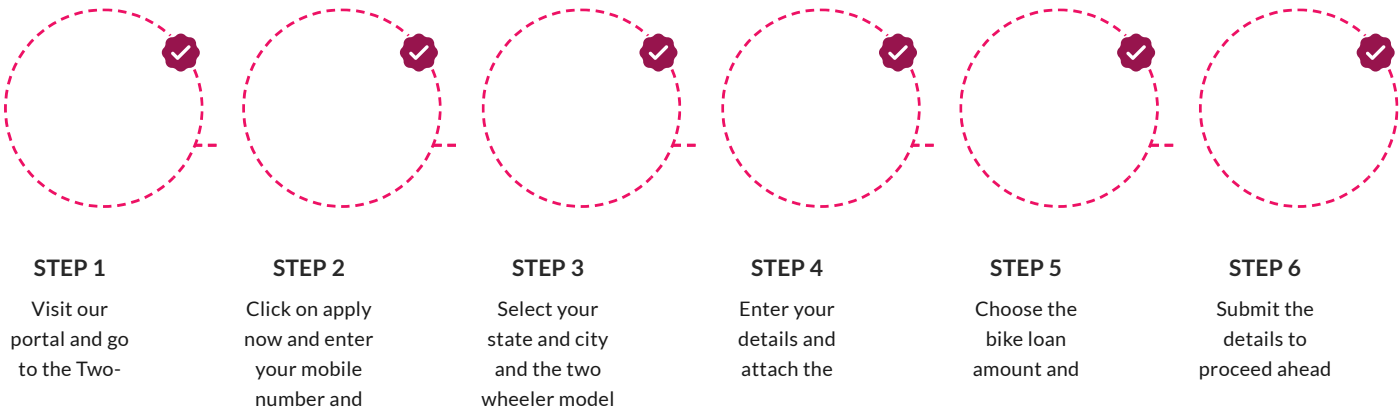 STEP 1
Visit our
portal and go
to the Two-
STEP 2
Click on apply
now and enter
your mobile
number and
STEP 3
Select your
state and city
and the two
wheeler model
STEP 4
Enter your
details and
attach the
STEP 5
Choose the
bike loan
amount and
STEP 6
Submit the
details to
proceed ahead